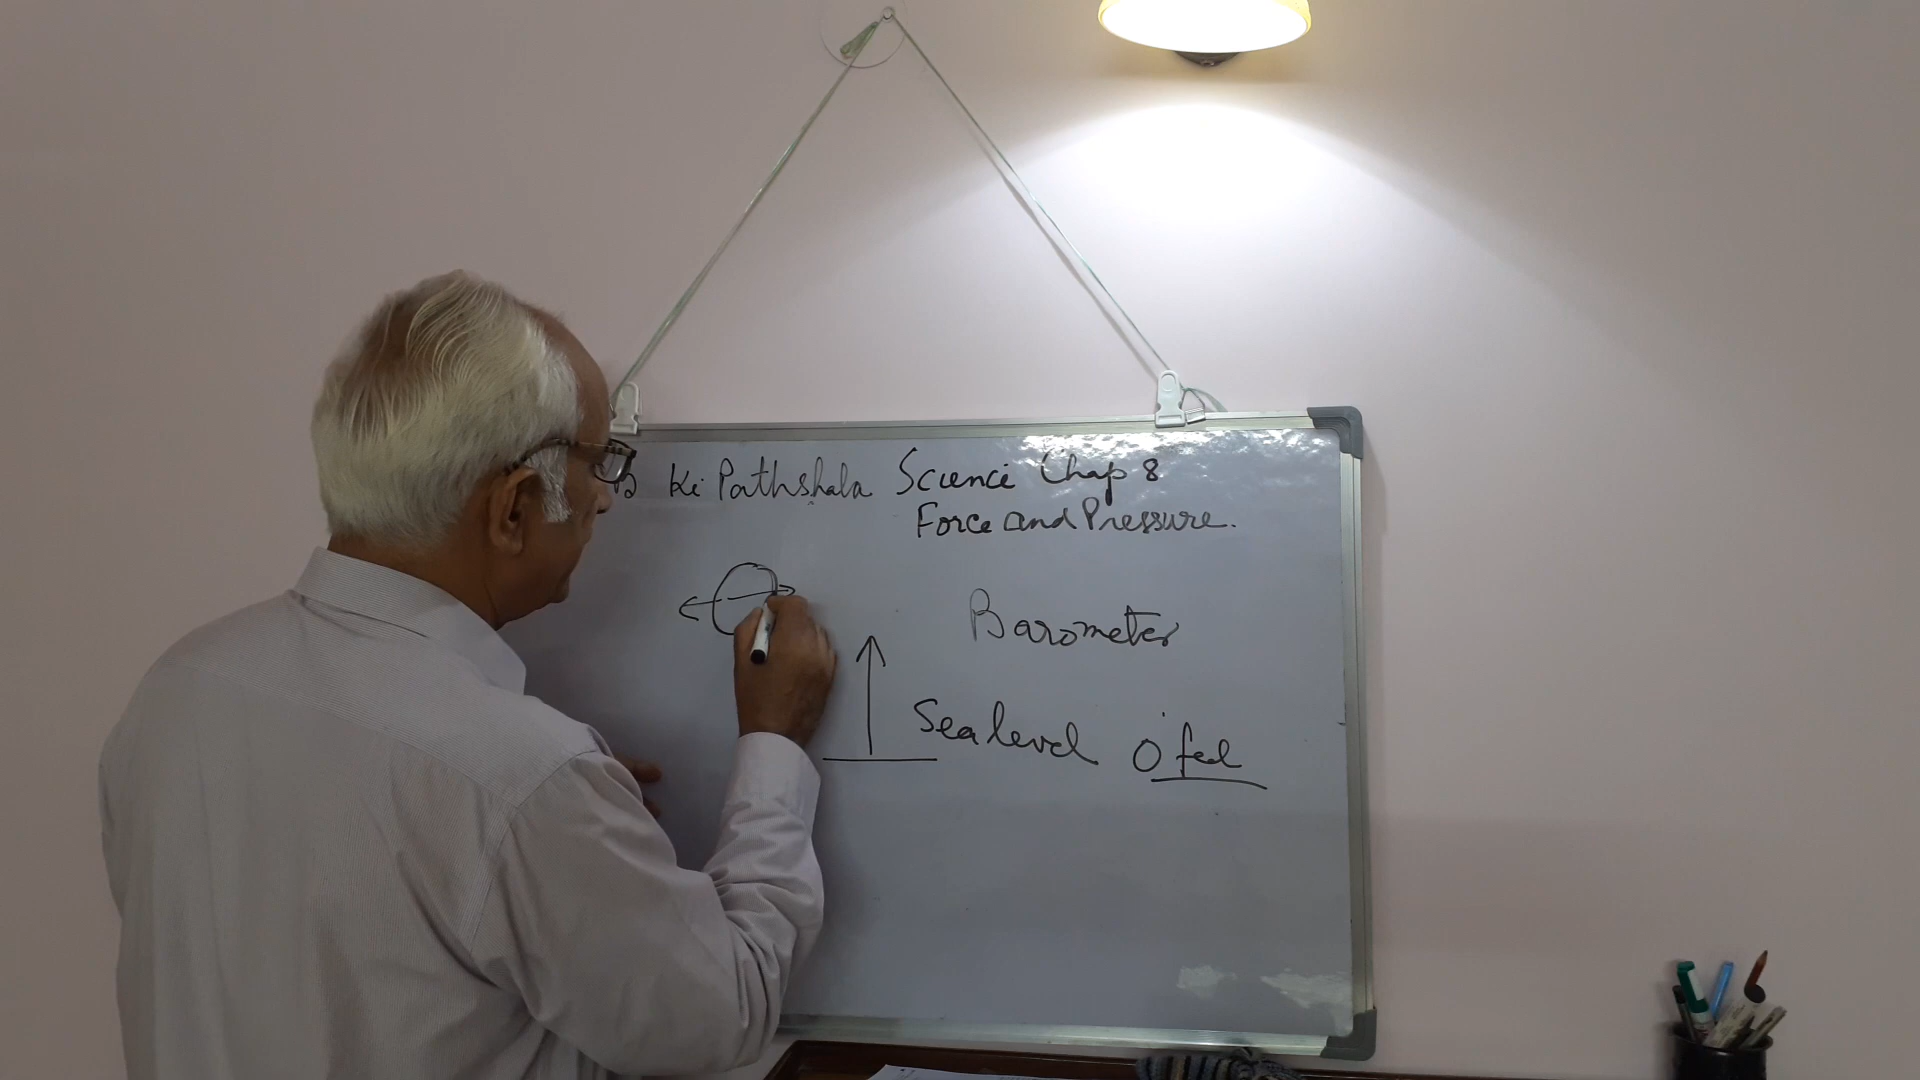 B Ki Pathshala Science Chap 8
Force and Pressure.
Barometer
Sea level 0 feet